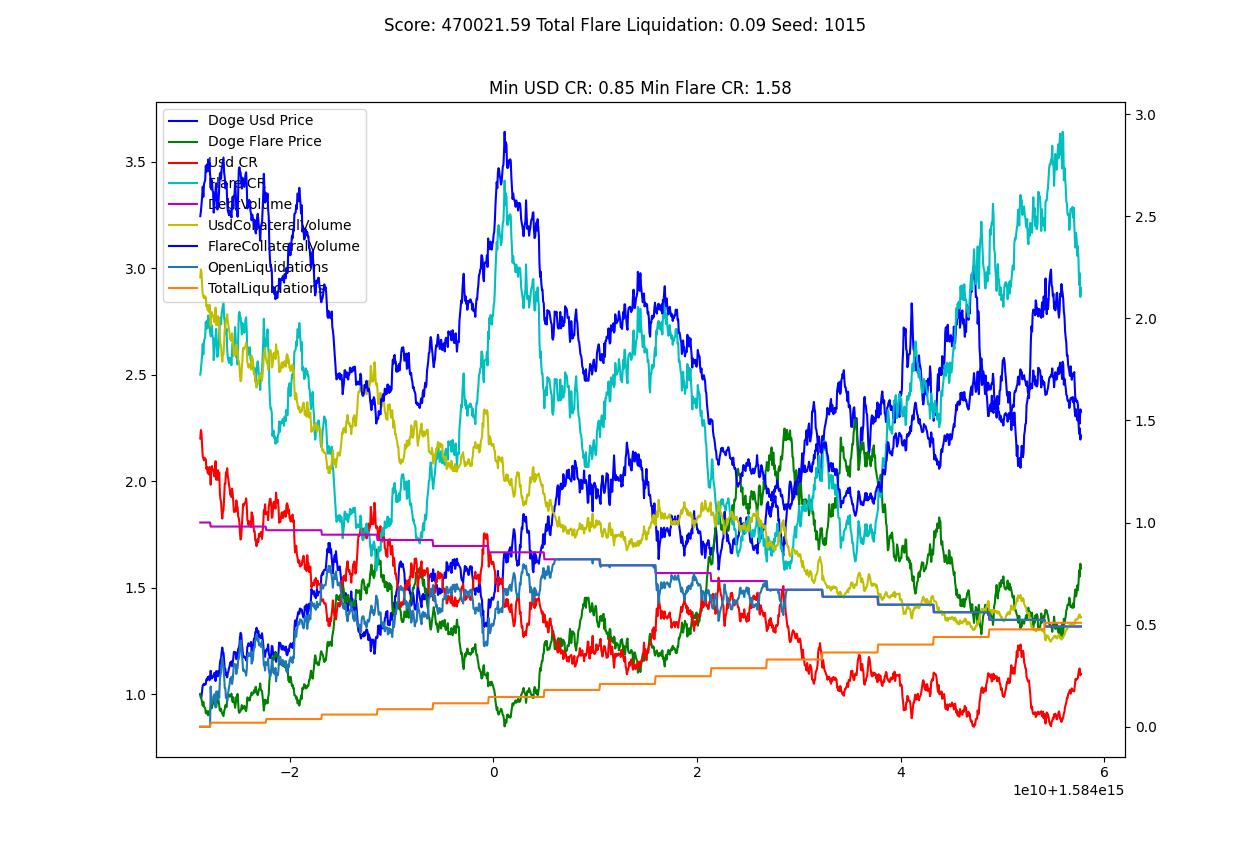 Score: 470021.59 Total Flare Liquidation: 0.09 Seed: 1015
Min USD CR: 0.85 Min Flare CR: 1.58
Doge Usd Price
Doge Flare Price
Usd CR
Flare CR
DebtVolume
UsdCollateralVolume
FlareCollateralVolume
OpenLiquidations
TotalLiquidations
3.5
3.0
2.5
2.0
1.5
1.0
3.0
2.5
2.0
1.5
1.0
0.5
0.0
−2
0
2
4
6
1e10+1.584e15